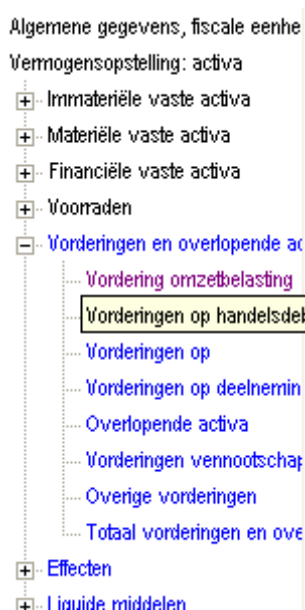 Algemene gegevens, fiscale eenhe
Vermogensopstelling: activa
Immateriële vaste activa
Materiële vaste activa
Financiële vaste activa
Voorraden
Vorderingen en overlopende ac
Vordering omzetbelasting
Vorderingen op handelsdeb
Vorderingen op
Vorderingen op deelnemin
Overlopende activa
Vorderingen vennootschap
Overige vorderingen
Totaal vorderingen en ove
Effecten
Liquide middelen